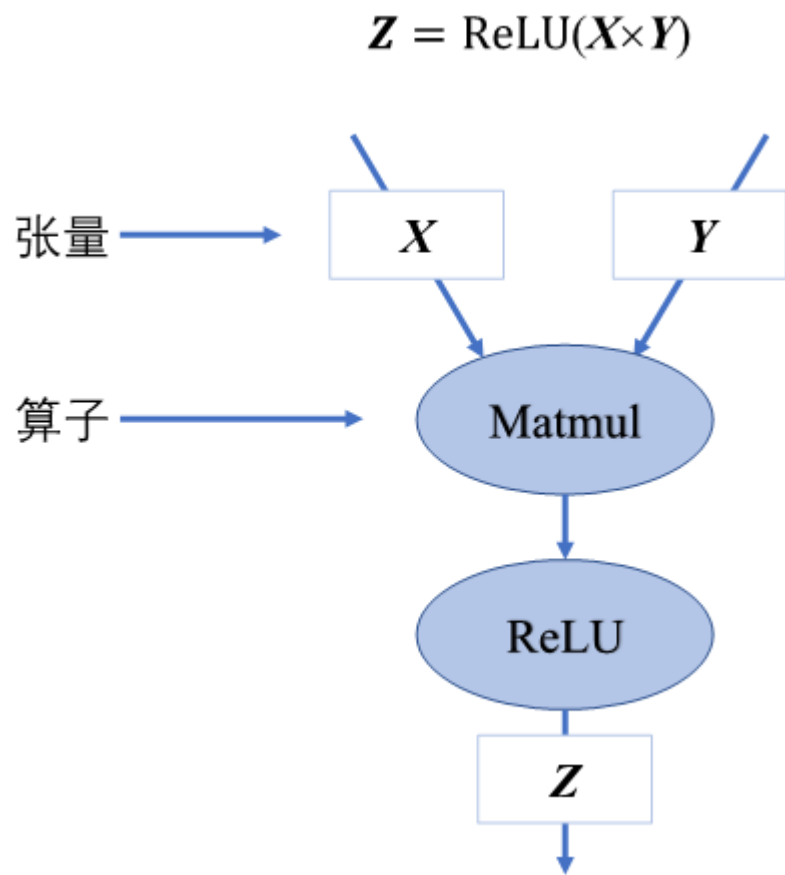 Z = ReLU(X×Y)
张量
X
Y
算子
Matmul
ReLU
Z